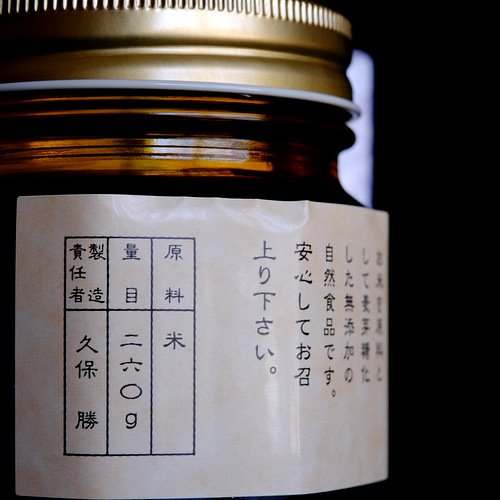 お米を原料と
して麦芽糖化
した無添加の
自然食品です。
安心してお召
上り下さい。
原料 米
量目 二六〇g
製造責任者 久保 勝